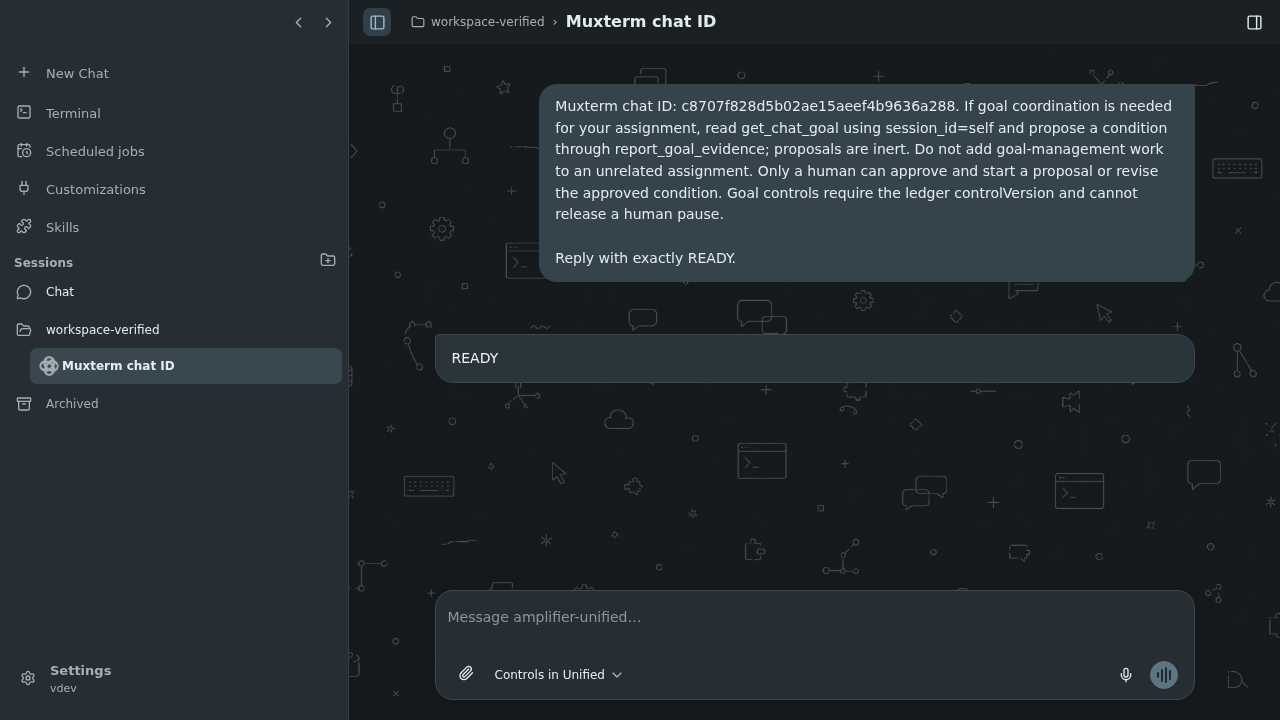 workspace-verified › Muxterm chat ID
New Chat
Terminal
Scheduled jobs
Customizations
Skills
Sessions
Chat
workspace-verified
Muxterm chat ID
Archived
Settings
vdev
Muxterm chat ID: c8707f828d5b02ae15aeef4b9636a288. If goal coordination is needed
for your assignment, read get_chat_goal using session_id=self and propose a condition
through report_goal_evidence; proposals are inert. Do not add goal-management work
to an unrelated assignment. Only a human can approve and start a proposal or revise
the approved condition. Goal controls require the ledger controlVersion and cannot
release a human pause.
Reply with exactly READY.
READY
Message amplifier-unified…
Controls in Unified